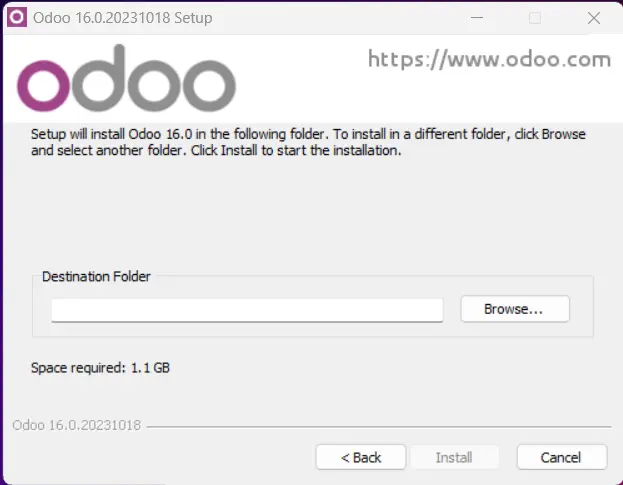 Odoo 16.0.20231018 Setup
odoo
https://www.odoo.com
Setup will install Odoo 16.0 in the following folder. To install in a different folder, click Browse
and select another folder. Click Install to start the installation.
Destination Folder
Browse...
Space required: 1.1 GB
Odoo 16.0.20231018
< Back
Install
Cancel